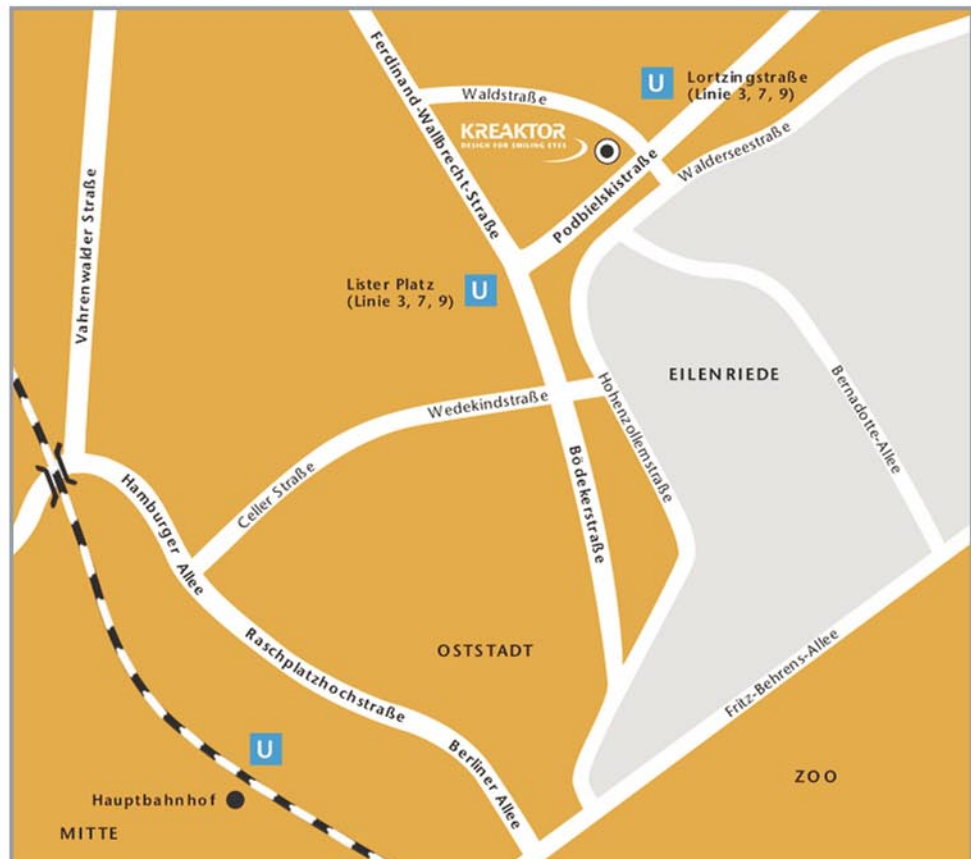 Ferdinand-Wallbrecht-Straße
U
Lortzingstraße
(Linie 3, 7, 9)
Waldstraße
KREAKTOR
DESIGN FOR SMILING EYES
Walderseestraße
Podbielskistraße
Vahrenwalder Straße
Lister Platz
(Linie 3, 7, 9)
U
EILENRIEDE
Hohenzollernstraße
Bernadotte-Allee
Wedekindstraße
Celler Straße
Bödekerstraße
Hamburger Allee
Raschplatzhochstraße
OSTSTADT
Fritz-Behrens-Allee
U
Berliner Allee
ZOO
Hauptbahnhof
MITTE